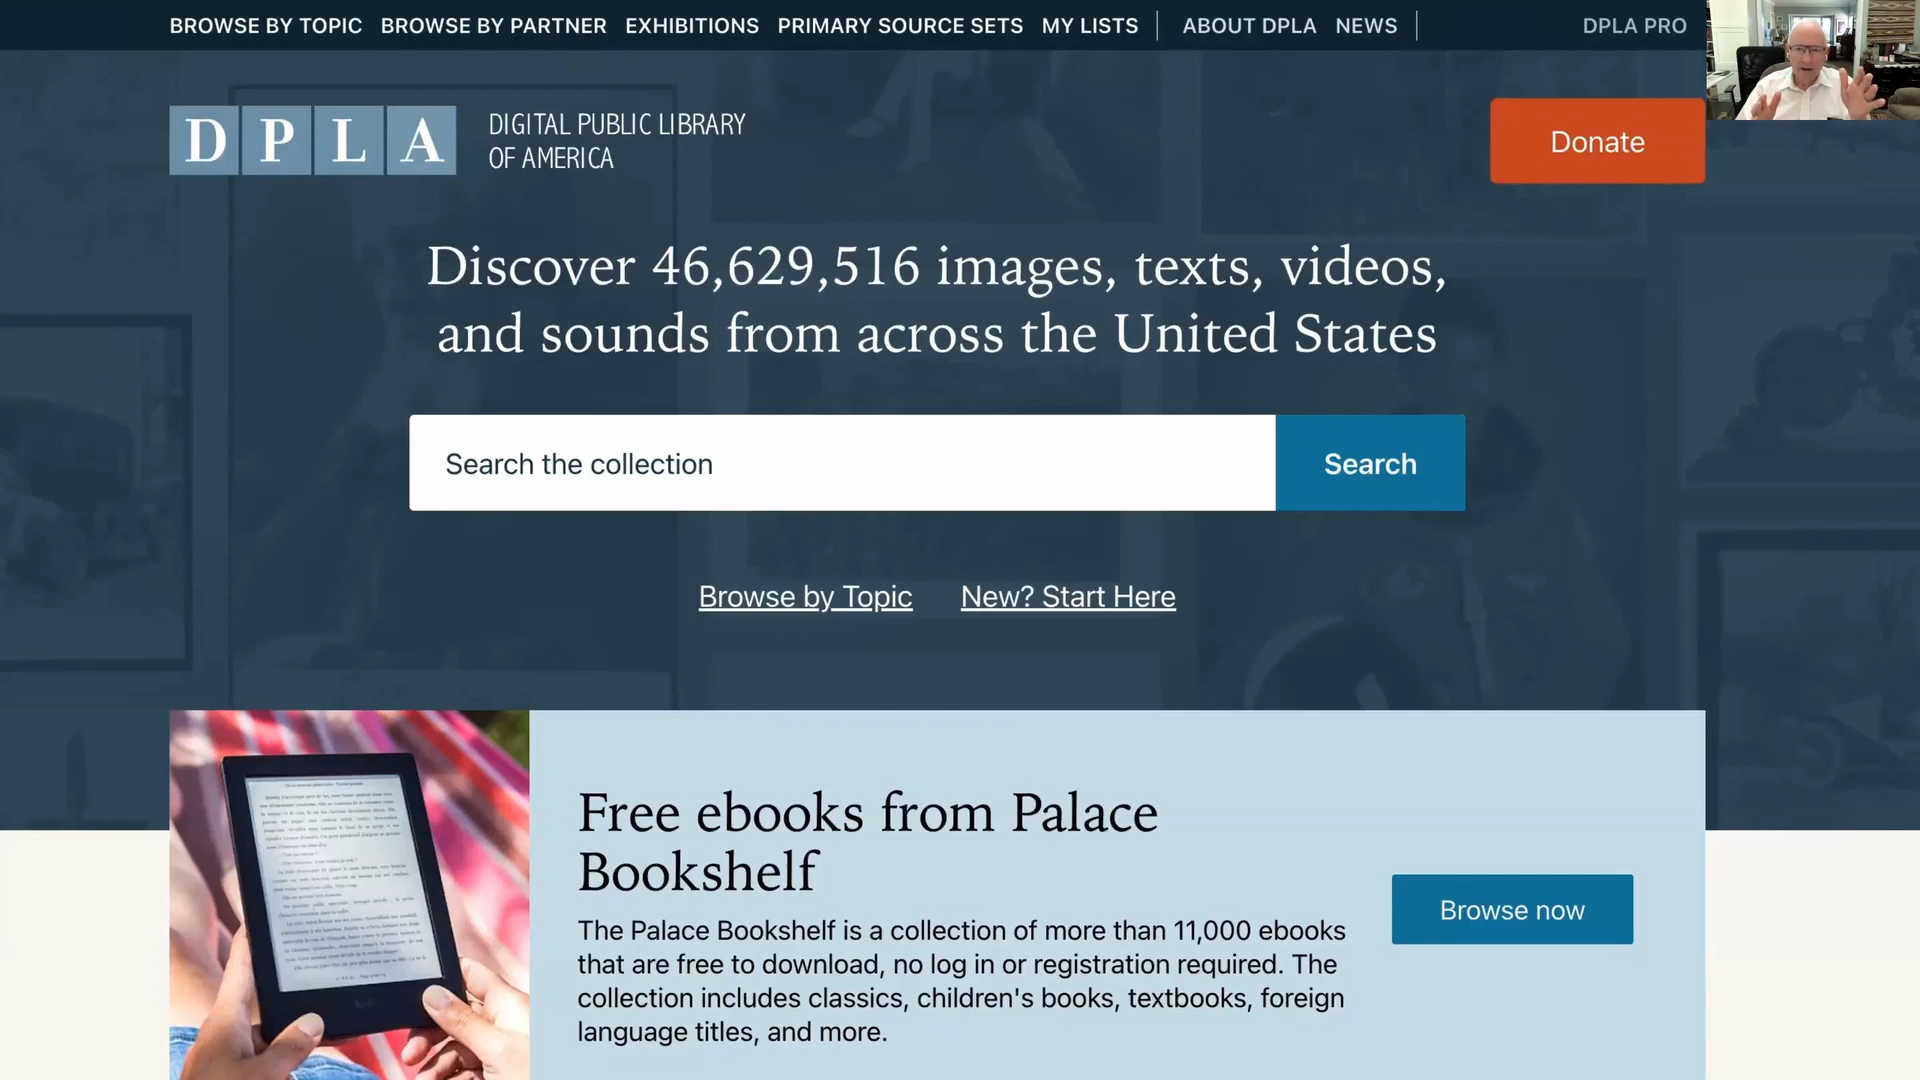 BROWSE BY TOPIC BROWSE BY PARTNER EXHIBITIONS PRIMARY SOURCE SETS MY LISTS ABOUT DPLA NEWS DPLA PRO
DPLA
DIGITAL PUBLIC LIBRARY
OF AMERICA
Donate
Discover 46,629,516 images, texts, videos,
and sounds from across the United States
Search the collection
Search
Browse by Topic New? Start Here
Free ebooks from Palace
Bookshelf
The Palace Bookshelf is a collection of more than 11,000 ebooks
that are free to download, no log in or registration required. The
collection includes classics, children's books, textbooks, foreign
language titles, and more.
Browse now